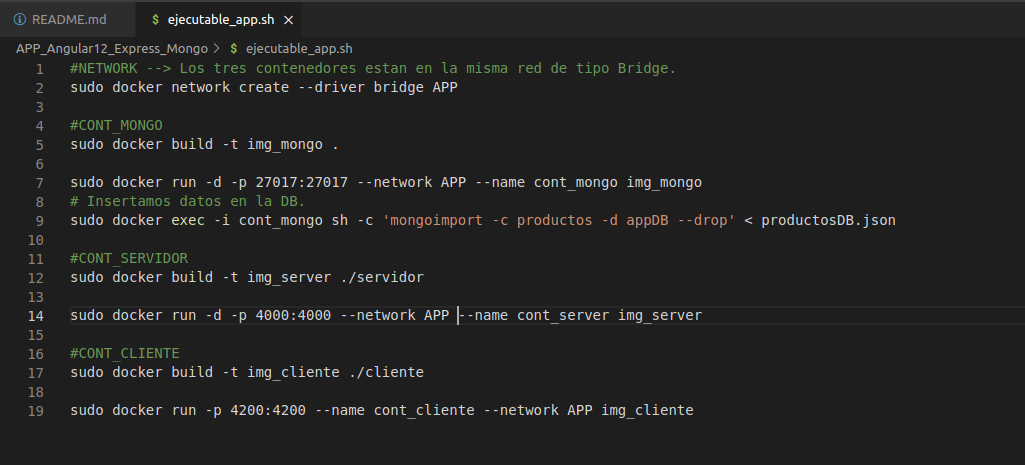 README.md
$ ejecutable_app.sh ×
APP_Angular12_Express_Mongo > $ ejecutable_app.sh
1 #NETWORK --> Los tres contenedores estan en la misma red de tipo Bridge.
2 sudo docker network create --driver bridge APP
3
4 #CONT_MONGO
5 sudo docker build -t img_mongo .
6
7 sudo docker run -d -p 27017:27017 --network APP --name cont_mongo img_mongo
8 # Insertamos datos en la DB.
9 sudo docker exec -i cont_mongo sh -c 'mongoimport -c productos -d appDB --drop' < productosDB.json
10
11 #CONT_SERVIDOR
12 sudo docker build -t img_server ./servidor
13
14 sudo docker run -d -p 4000:4000 --network APP --name cont_server img_server
15
16 #CONT_CLIENTE
17 sudo docker build -t img_cliente ./cliente
18
19 sudo docker run -p 4200:4200 --name cont_cliente --network APP img_cliente